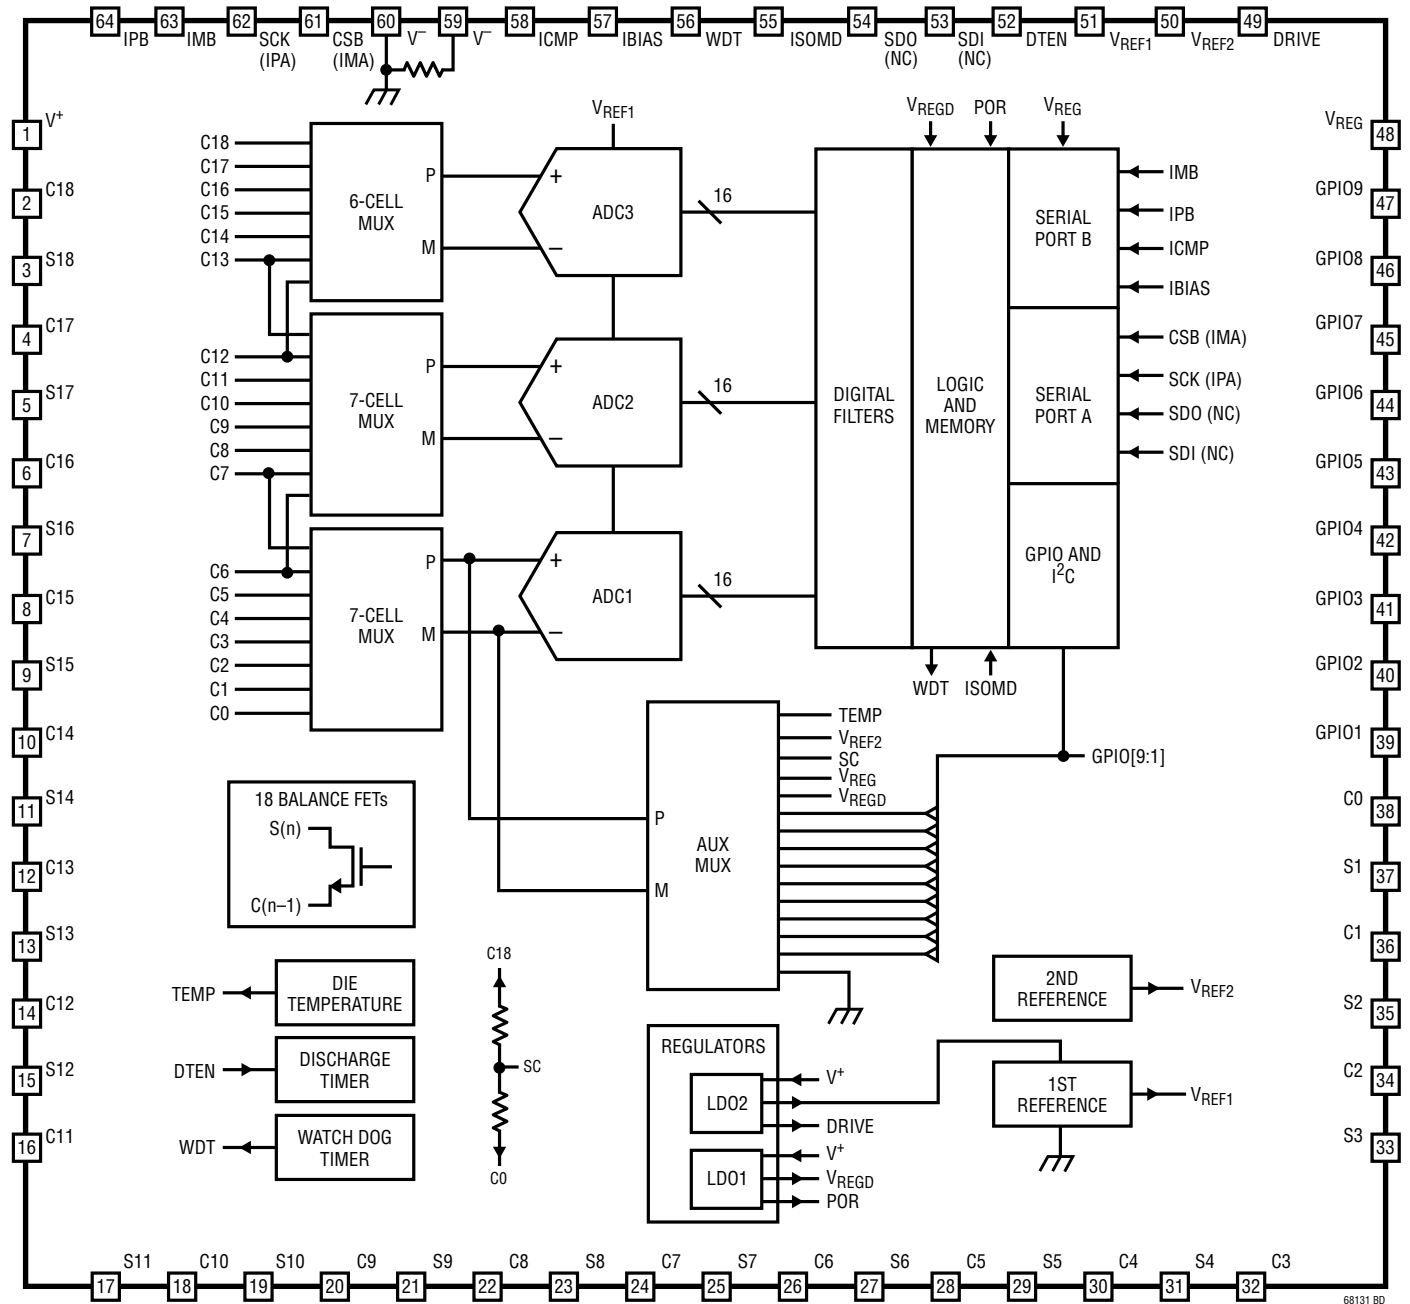 64 63 62 61 60 59 58 57 56 55 54 53 52 51 50 49
IPB IMB SCK CSB V⁻ V⁻ ICMP IBIAS WDT ISOMD SDO SDI DTEN VREF1 VREF2 DRIVE
(IPA) (IMA) (NC) (NC)
1 V+
2 C18
3 S18
4 C17
5 S17
6 C16
7 S16
8 C15
9 S15
10 C14
11 S14
12 C13
13 S13
14 C12
15 S12
16 C11
C18
C17
C16
C15
C14
C13
C12
C11
C10
C9
C8
C7
C6
C5
C4
C3
C2
C1
C0
P
6-CELL
MUX
M
P
7-CELL
MUX
M
P
7-CELL
MUX
M
VREF1
+
ADC3
–
16
+
ADC2
–
16
+
ADC1
–
16
VREGD POR VREG
DIGITAL
FILTERS
LOGIC
AND
MEMORY
SERIAL
PORT B
SERIAL
PORT A
GPIO AND
I²C
IMB
IPB
ICMP
IBIAS
CSB (IMA)
SCK (IPA)
SDO (NC)
SDI (NC)
WDT ISOMD
GPIO[9:1]
TEMP
VREF2
SC
VREG
VREGD
P
AUX
MUX
M
18 BALANCE FETs
S(n)
C(n–1)
TEMP
DIE
TEMPERATURE
DTEN
DISCHARGE
TIMER
WDT
WATCH DOG
TIMER
C18
SC
C0
REGULATORS
LDO2
V+
DRIVE
LDO1
V+
VREGD
POR
2ND
REFERENCE
VREF2
1ST
REFERENCE
VREF1
VREG 48
GPIO9 47
GPIO8 46
GPIO7 45
GPIO6 44
GPIO5 43
GPIO4 42
GPIO3 41
GPIO2 40
GPIO1 39
C0 38
S1 37
C1 36
S2 35
C2 34
S3 33
S11 C10 S10 C9 S9 C8 S8 C7 S7 C6 S6 C5 S5 C4 S4 C3
17 18 19 20 21 22 23 24 25 26 27 28 29 30 31 32
68131 BD